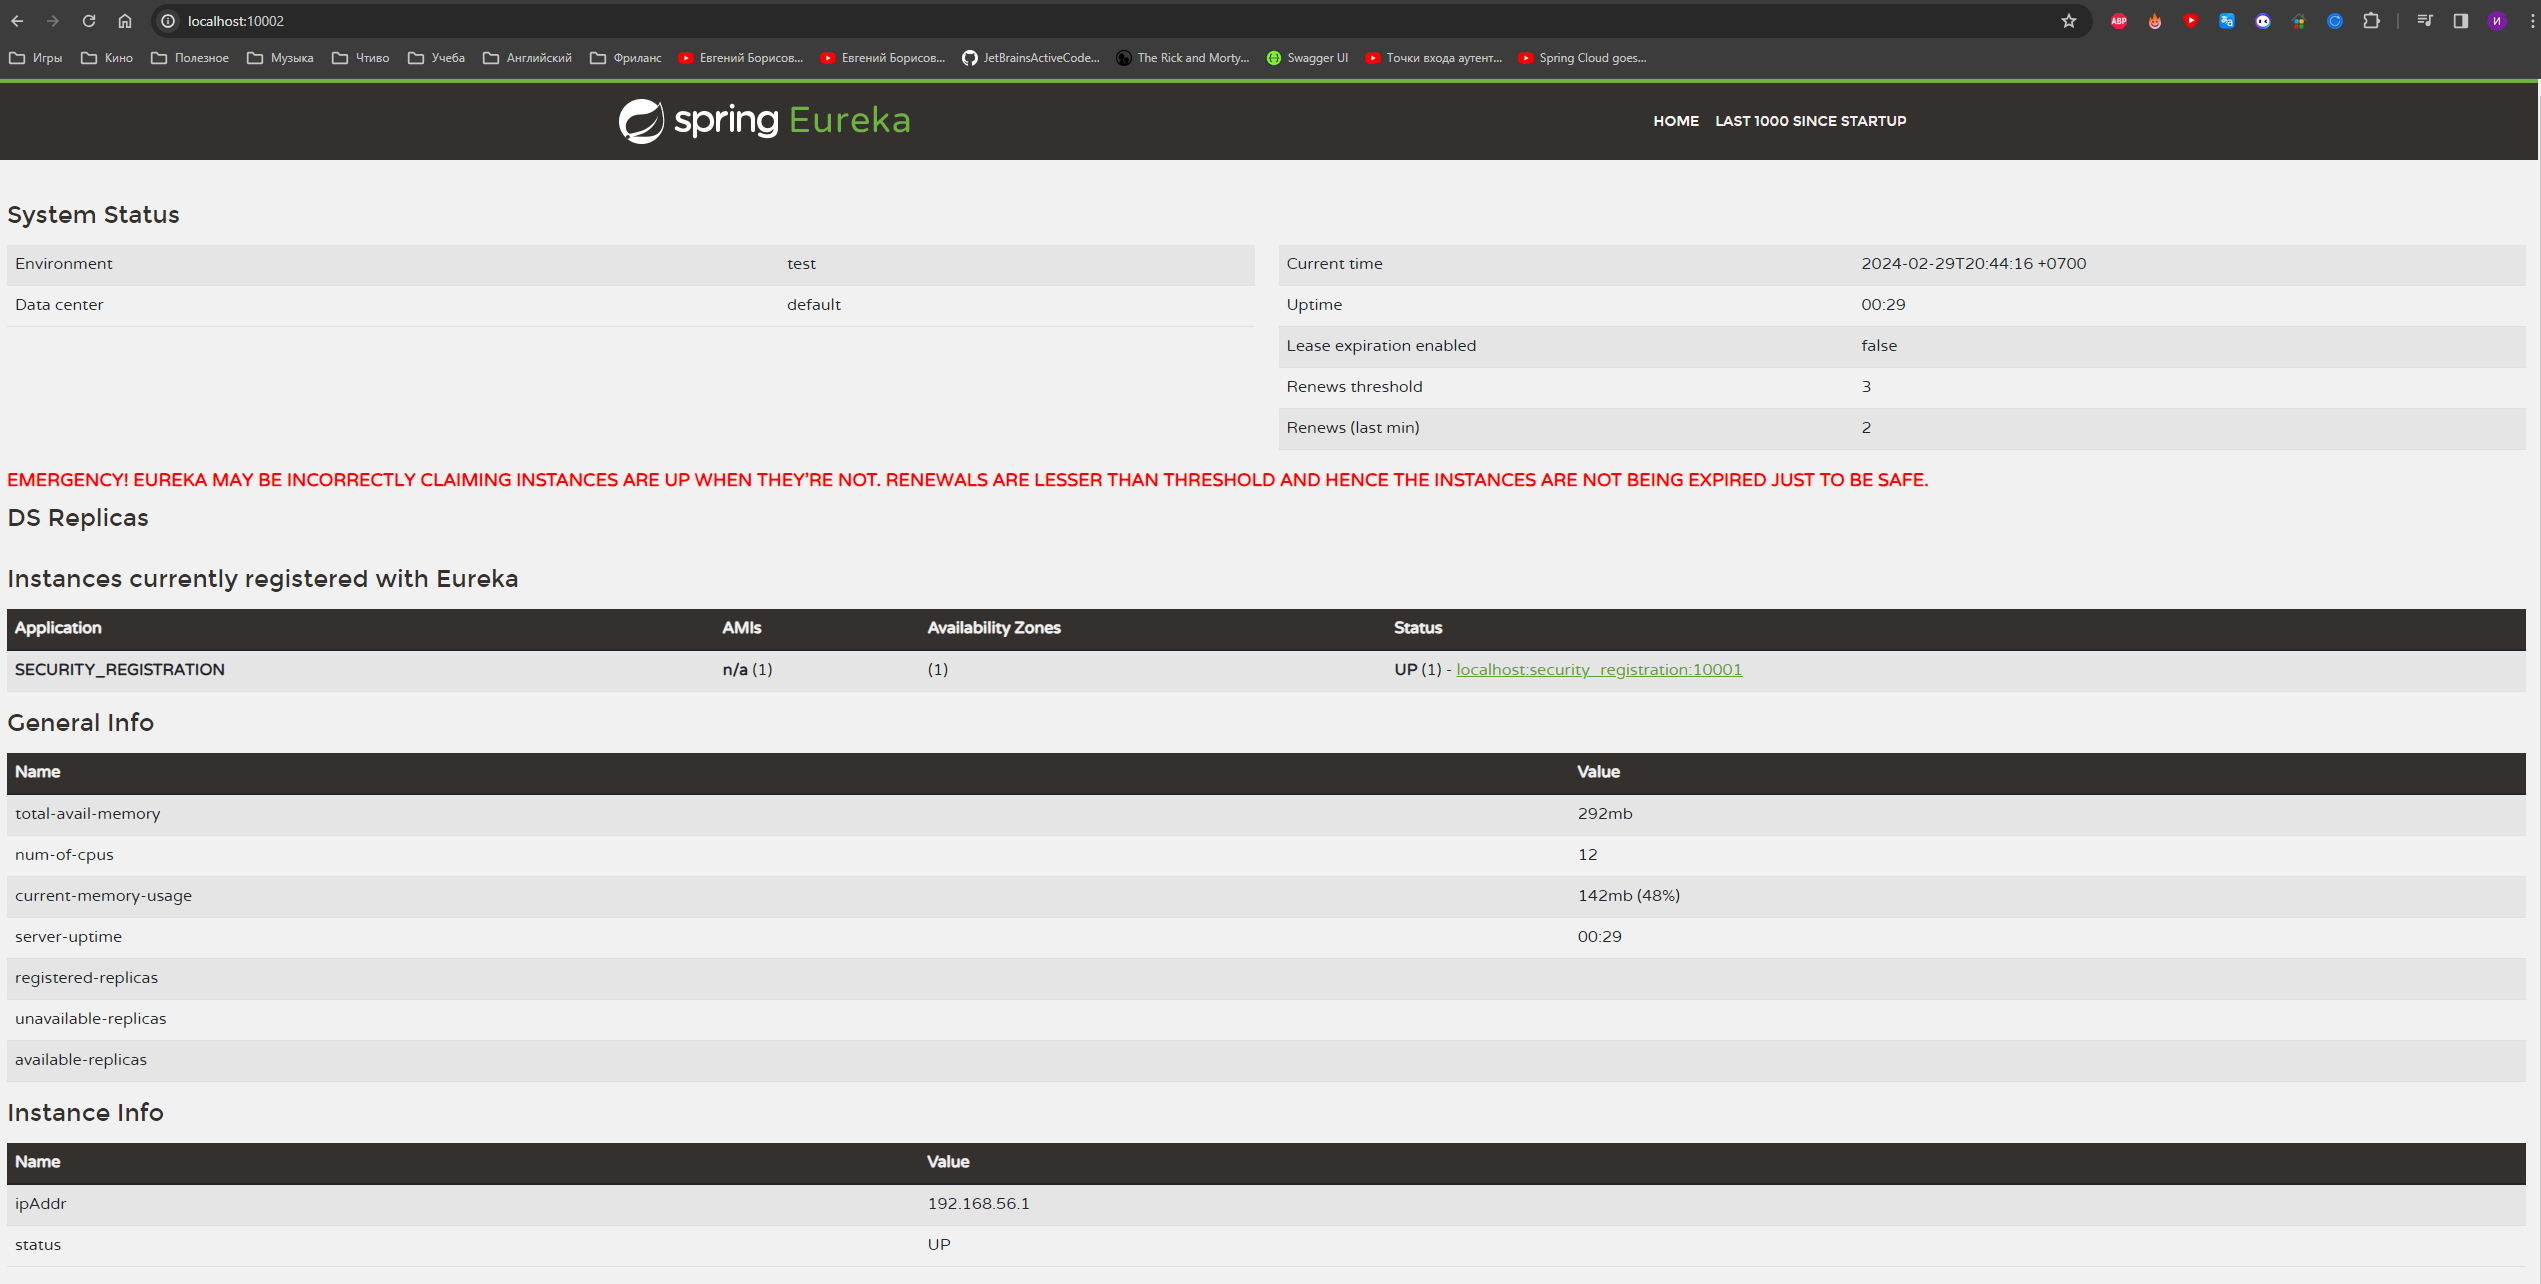 localhost:10002
Игры Кино Полезное Музыка Чтиво Учеба Английский Фриланс Евгений Борисов... Евгений Борисов... JetBrainsActiveCode... The Rick and Morty... Swagger UI Точки входа аутент... Spring Cloud goes...
spring Eureka HOME LAST 1000 SINCE STARTUP
System Status
Environment test Current time 2024-02-29T20:44:16 +0700
Data center default Uptime 00:29
Lease expiration enabled false
Renews threshold 3
Renews (last min) 2
EMERGENCY! EUREKA MAY BE INCORRECTLY CLAIMING INSTANCES ARE UP WHEN THEY'RE NOT. RENEWALS ARE LESSER THAN THRESHOLD AND HENCE THE INSTANCES ARE NOT BEING EXPIRED JUST TO BE SAFE.
DS Replicas
Instances currently registered with Eureka
Application AMIs Availability Zones Status
SECURITY_REGISTRATION n/a (1) (1) UP (1) - localhost:security_registration:10001
General Info
Name Value
total-avail-memory 292mb
num-of-cpus 12
current-memory-usage 142mb (48%)
server-uptime 00:29
registered-replicas
unavailable-replicas
available-replicas
Instance Info
Name Value
ipAddr 192.168.56.1
status UP